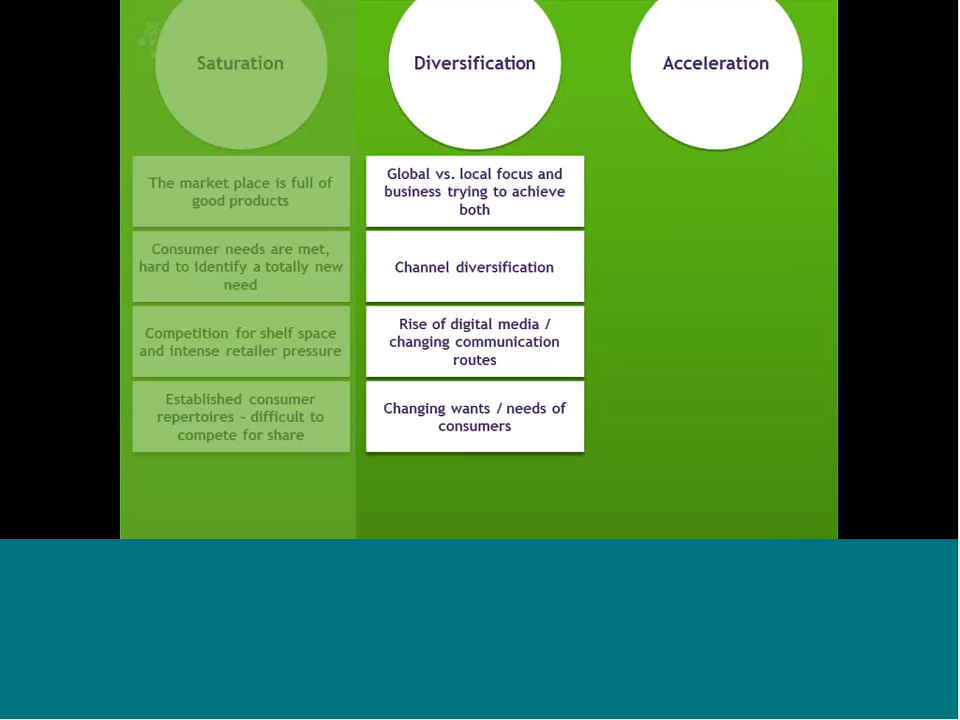 Saturation
Diversification
Acceleration
The market place is full of
good products
Consumer needs are met,
hard to identify a totally new
need
Competition for shelf space
and intense retailer pressure
Established consumer
repertoires – difficult to
compete for share
Global vs. local focus and
business trying to achieve
both
Channel diversification
Rise of digital media /
changing communication
routes
Changing wants / needs of
consumers